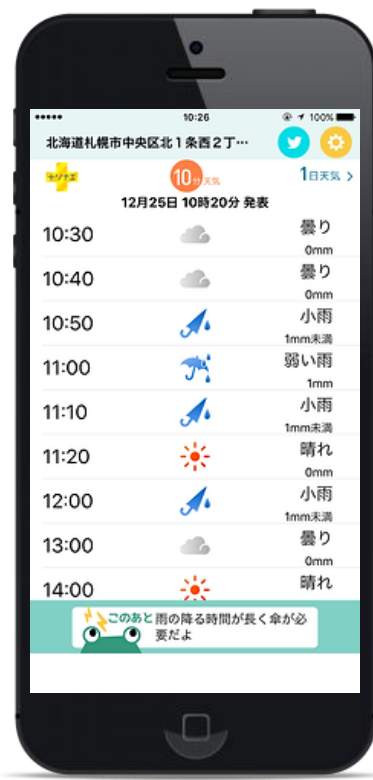 10:26
100%
北海道札幌市中央区北1条西2丁…
10分天気
1日天気 >
12月25日 10時20分 発表
10:30
曇り
0mm
10:40
曇り
0mm
10:50
小雨
1mm未満
11:00
弱い雨
1mm
11:10
小雨
1mm未満
11:20
晴れ
0mm
12:00
小雨
1mm未満
13:00
曇り
0mm
14:00
晴れ
このあと 雨の降る時間が長く傘が必
要だよ